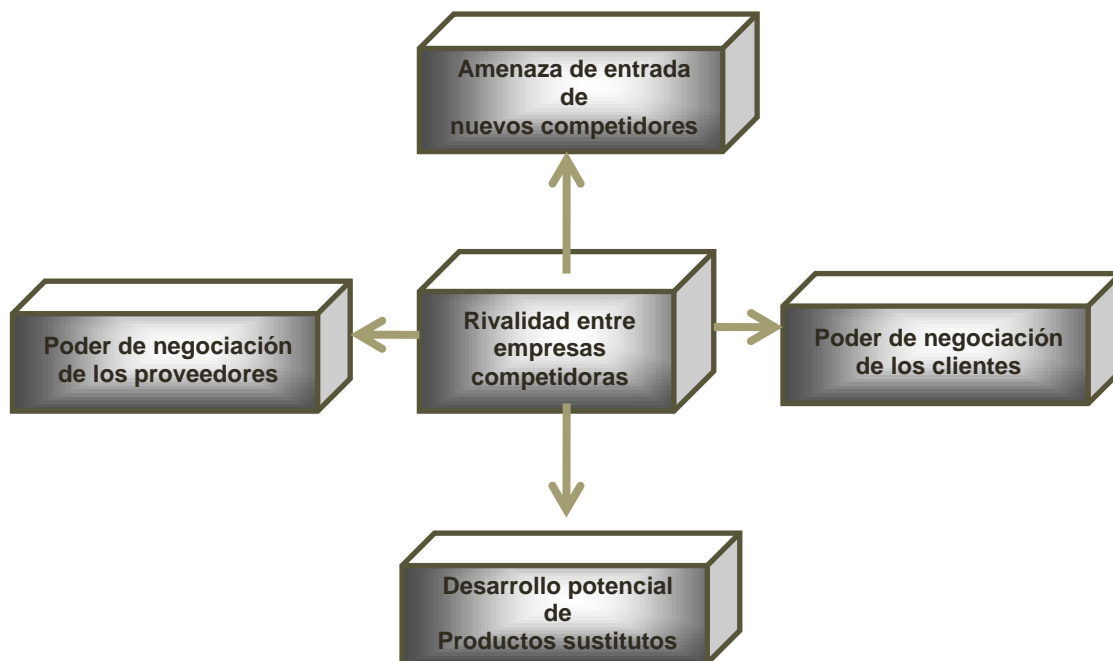 Amenaza de entrada
de
nuevos competidores
Poder de negociación
de los proveedores
Rivalidad entre
empresas
competidoras
Poder de negociación
de los clientes
Desarrollo potencial
de
Productos sustitutos